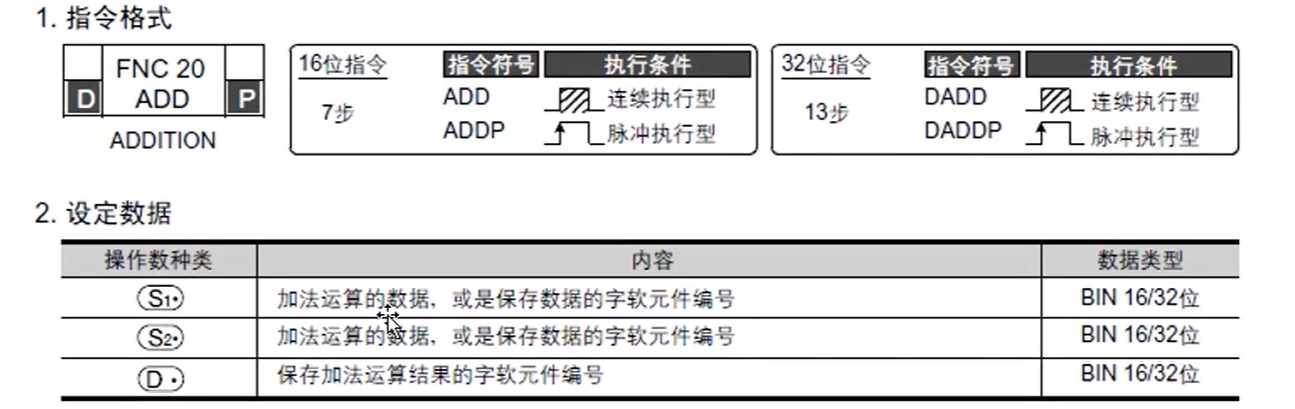 1. 指令格式
FNC 20
D ADD P
ADDITION
16位指令 指令符号 执行条件
7步
ADD 连续执行型
ADDP 脉冲执行型
32位指令 指令符号 执行条件
13步
DADD 连续执行型
DADDP 脉冲执行型
2. 设定数据
操作数种类 内容 数据类型
S1• 加法运算的数据，或是保存数据的字软元件编号 BIN 16/32位
S2• 加法运算的数据，或是保存数据的字软元件编号 BIN 16/32位
D • 保存加法运算结果的字软元件编号 BIN 16/32位